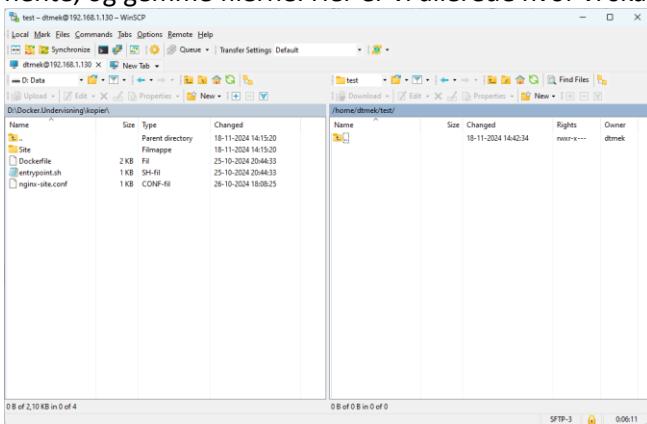 hente, og gemme hierhe. Her er vi allerede hvor vi ska
test – dtmek@192.168.1.130 – WinSCP
Local Mark Files Commands Tabs Options Remote Help
Synchronize Queue Transfer Settings Default
dtmek@192.168.1.130 × New Tab
D: Data test Find Files
Upload Edit Properties New Download Edit Properties New
D:\Docker.Undervisning\kopier\ /home/dtmek/test/
Name Size Type Changed Name Size Changed Rights Owner
.. Parent directory 18-11-2024 14:15:20 .. 18-11-2024 14:42:34 rwxr-x--- dtmek
Site Filmappe 18-11-2024 14:15:20
Dockerfile 2 KB Fil 25-10-2024 20:44:33
entrypoint.sh 1 KB SH-fil 25-10-2024 20:44:33
nginx-site.conf 1 KB CONF-fil 26-10-2024 18:08:25
0 B of 2,10 KB in 0 of 4 0 B of 0 B in 0 of 0
SFTP-3 0:06:11